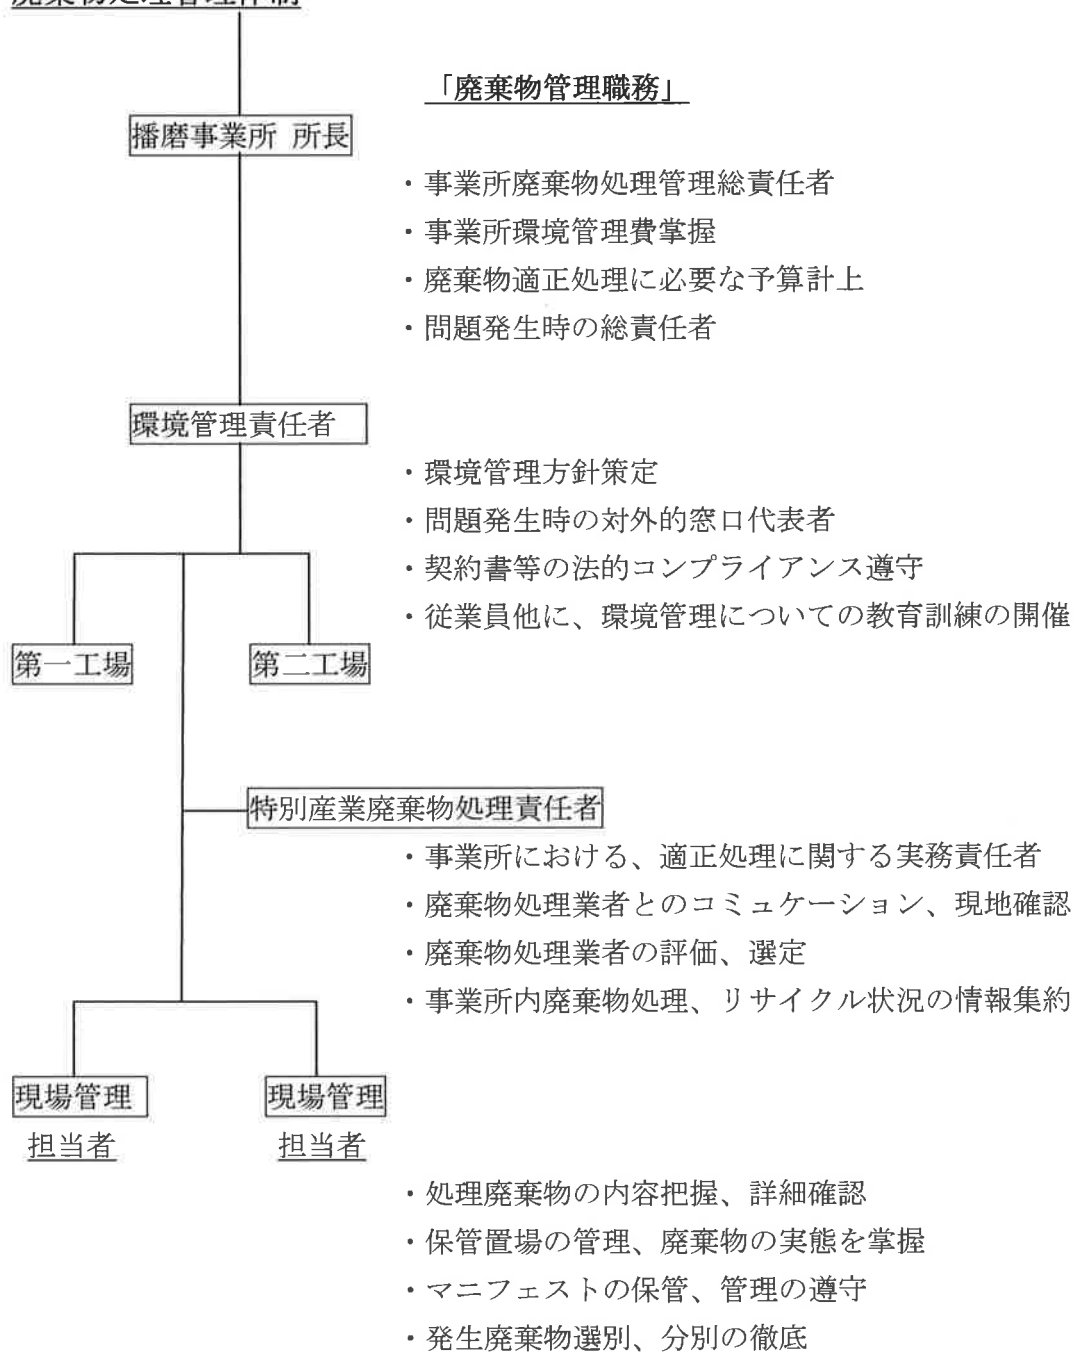 廃棄物処理管理体制
「廃棄物管理職務」
播磨事業所 所長
・事業所廃棄物処理管理総責任者
・事業所環境管理費掌握
・廃棄物適正処理に必要な予算計上
・問題発生時の総責任者
環境管理責任者
・環境管理方針策定
・問題発生時の対外的窓口代表者
・契約書等の法的コンプライアンス遵守
・従業員他に、環境管理についての教育訓練の開催
第一工場
第二工場
特別産業廃棄物処理責任者
・事業所における、適正処理に関する実務責任者
・廃棄物処理業者とのコミュケーション、現地確認
・廃棄物処理業者の評価、選定
・事業所内廃棄物処理、リサイクル状況の情報集約
現場管理
担当者
現場管理
担当者
・処理廃棄物の内容把握、詳細確認
・保管置場の管理、廃棄物の実態を掌握
・マニフェストの保管、管理の遵守
・発生廃棄物選別、分別の徹底